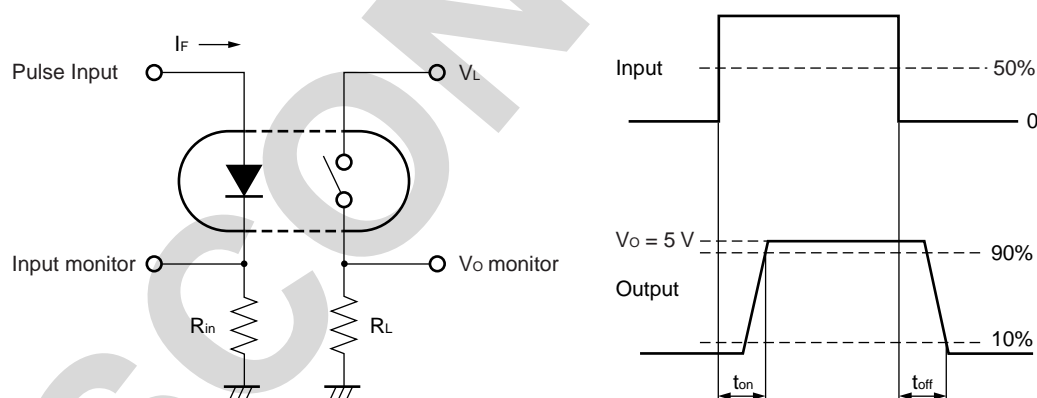 IF
Pulse Input
VL
Input monitor
VO monitor
Rin
RL
Input
50%
0
VO = 5 V
90%
Output
10%
ton
toff